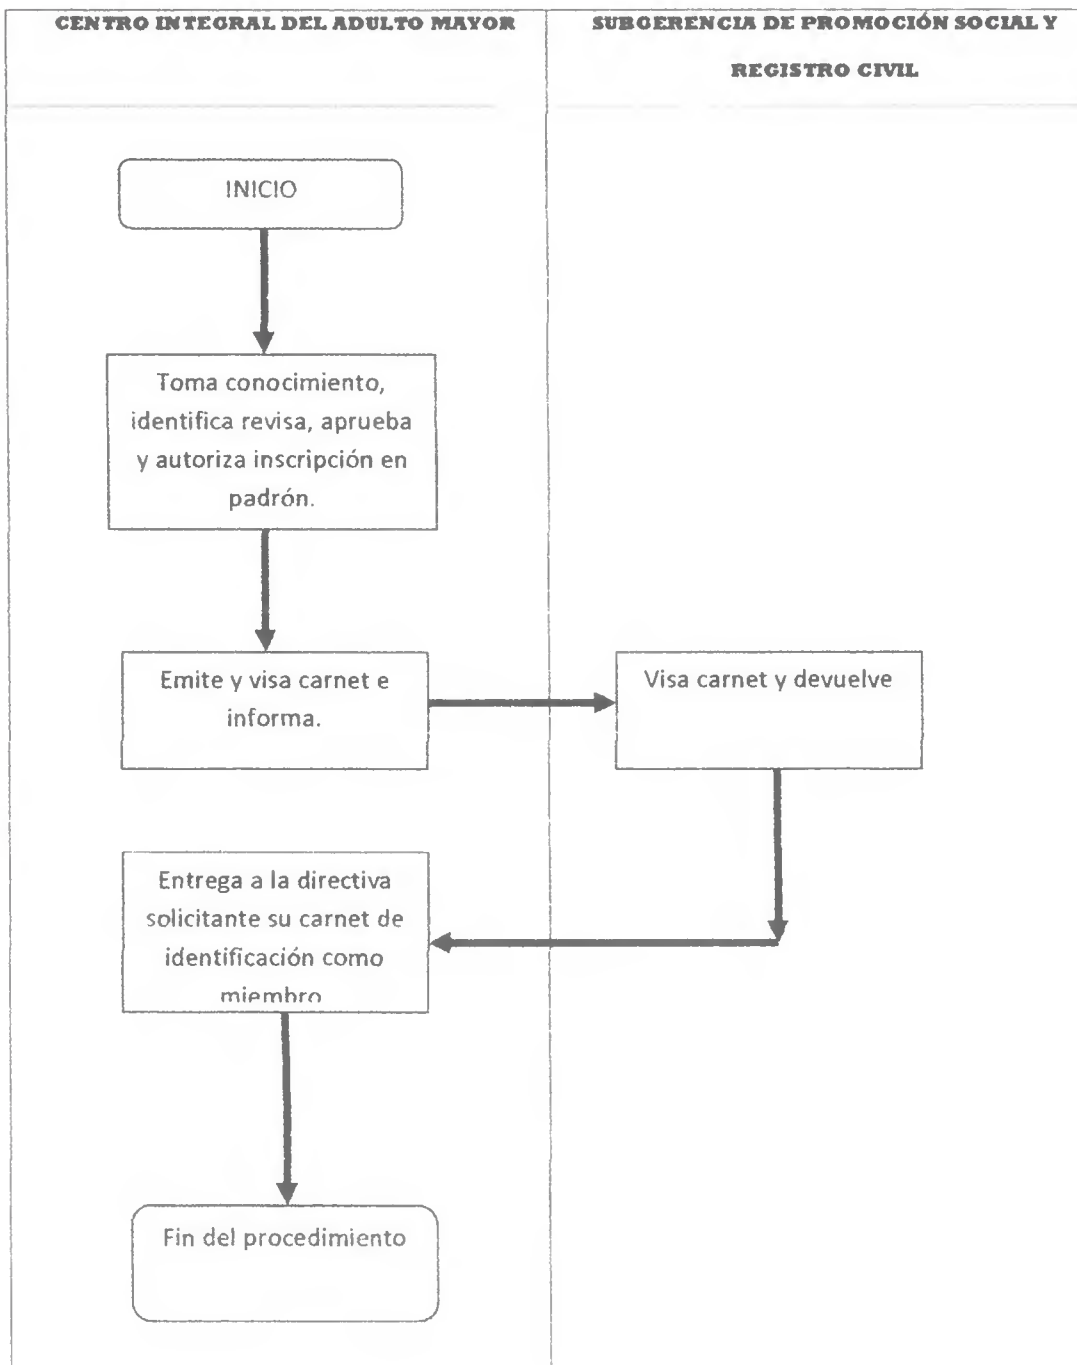 CENTRO INTEGRAL DEL ADULTO MAYOR
SUBGERENCIA DE PROMOCIÓN SOCIAL Y
REGISTRO CIVIL
INICIO
Toma conocimiento,
identifica revisa, aprueba
y autoriza inscripción en
padrón.
Emite y visa carnet e
informa.
Visa carnet y devuelve
Entrega a la directiva
solicitante su carnet de
identificación como
miembro
Fin del procedimiento